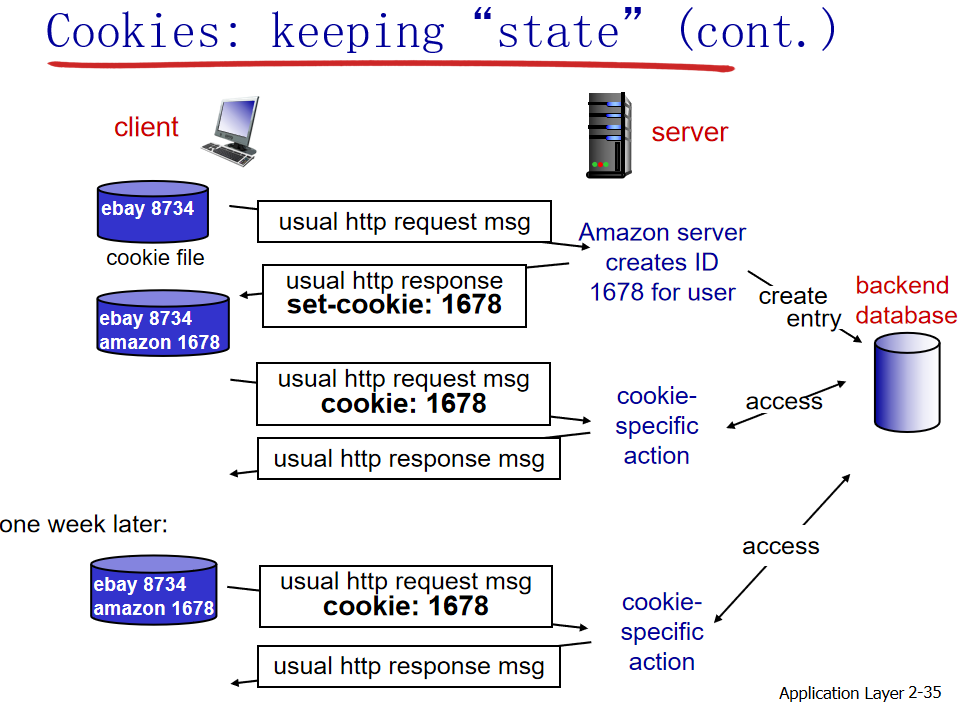 Cookies: keeping “state” (cont.)
client
server
ebay 8734
cookie file
usual http request msg
Amazon server
creates ID
1678 for user
usual http response
set-cookie: 1678
create
entry
backend
database
ebay 8734
amazon 1678
usual http request msg
cookie: 1678
cookie-
specific
action
access
usual http response msg
one week later:
access
ebay 8734
amazon 1678
usual http request msg
cookie: 1678
cookie-
specific
action
usual http response msg
Application Layer 2-35